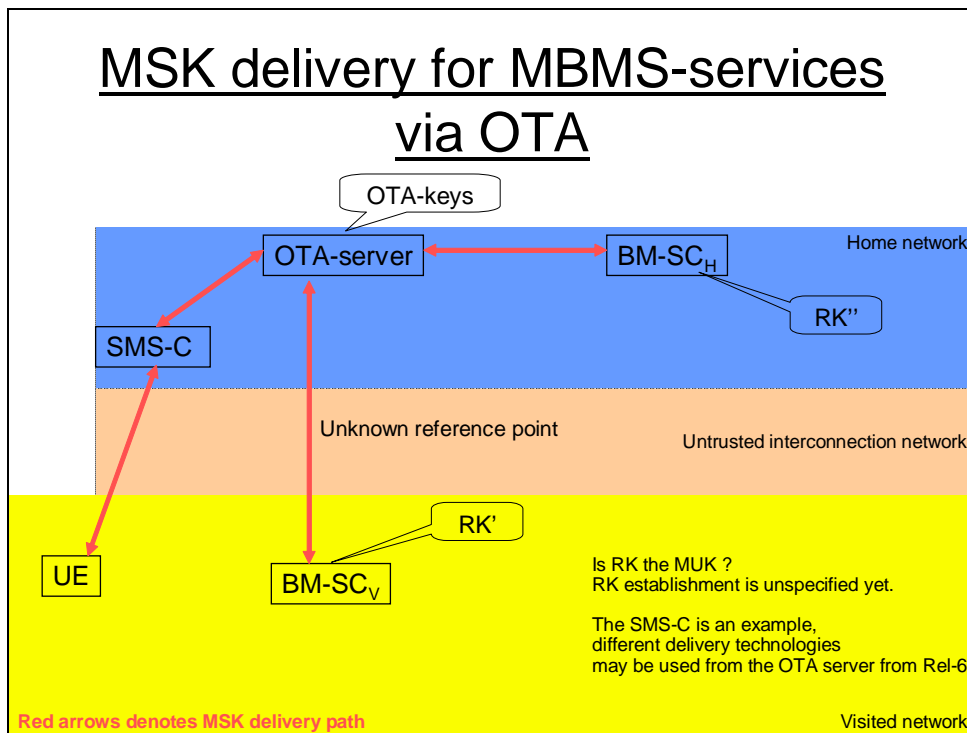 MSK delivery for MBMS-services
via OTA
OTA-keys
Home network
OTA-server
BM-SCH
RK''
SMS-C
Unknown reference point
Untrusted interconnection network
RK'
UE
BM-SCV
Is RK the MUK ?
RK establishment is unspecified yet.
The SMS-C is an example,
different delivery technologies
may be used from the OTA server from Rel-6
Red arrows denotes MSK delivery path
Visited network